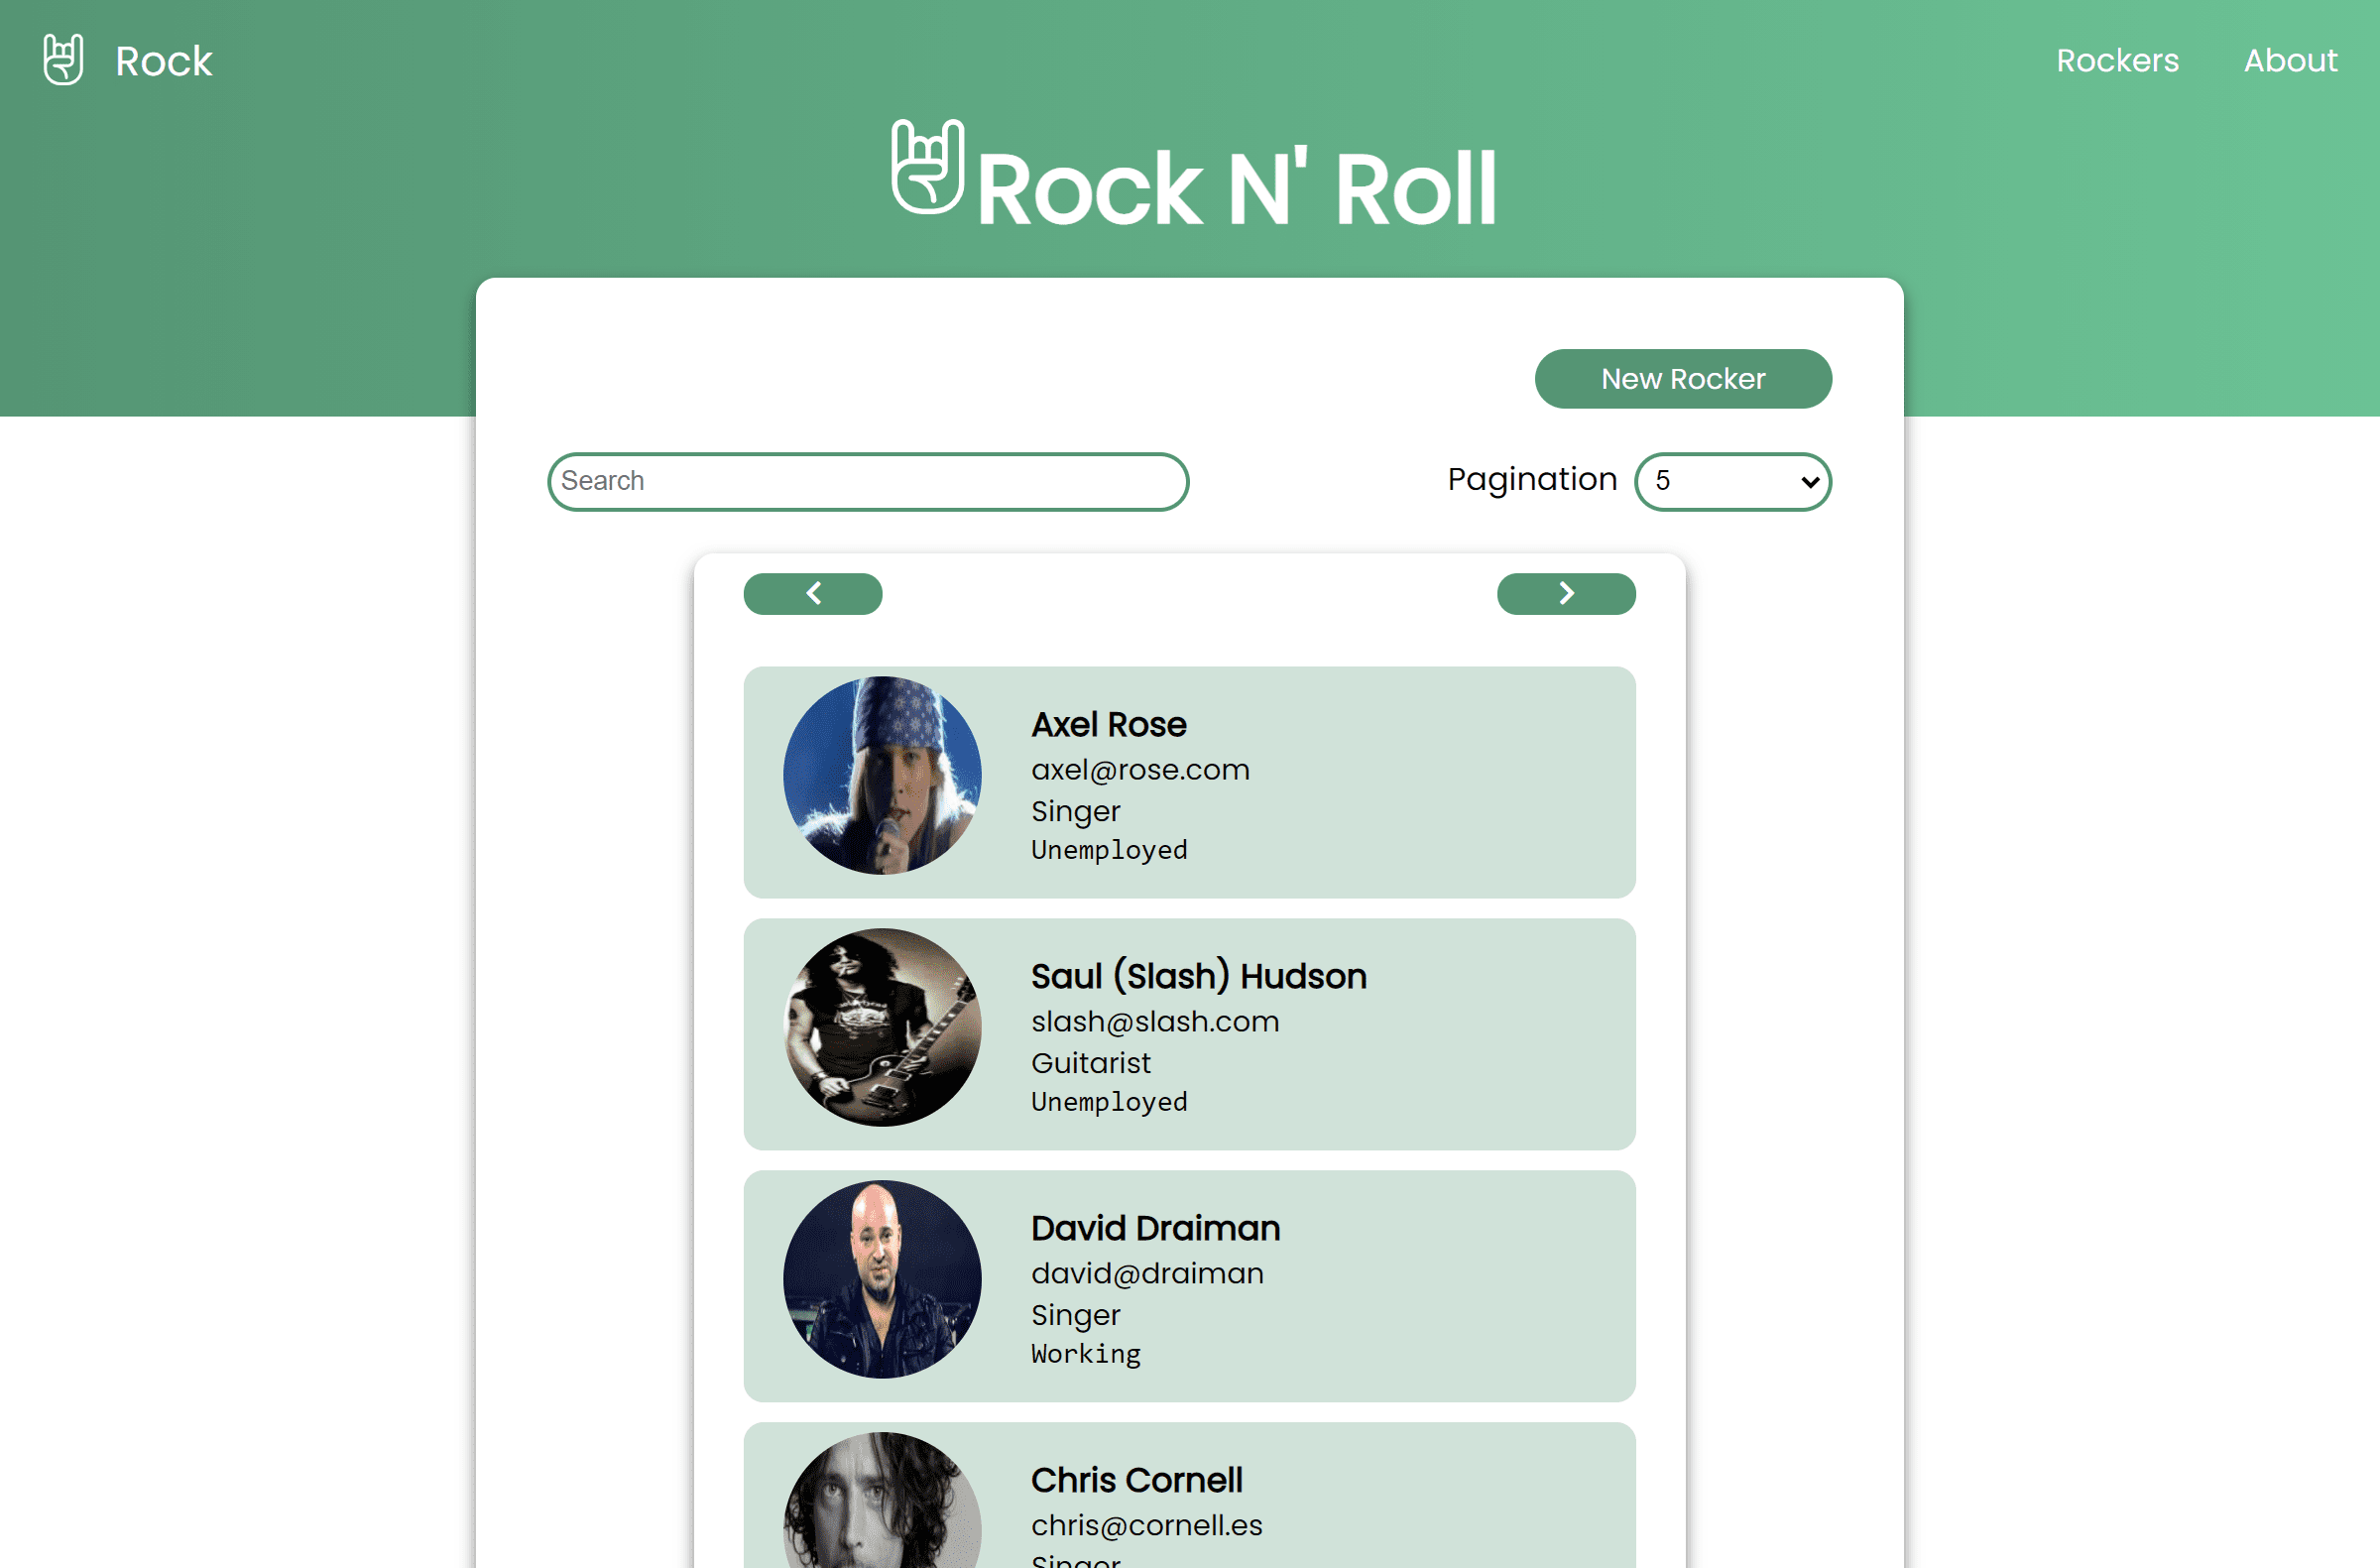 Rock
Rockers
About
Rock N' Roll
New Rocker
Search
Pagination
5
Axel Rose
axel@rose.com
Singer
Unemployed
Saul (Slash) Hudson
slash@slash.com
Guitarist
Unemployed
David Draiman
david@draiman
Singer
Working
Chris Cornell
chris@cornell.es
Singer